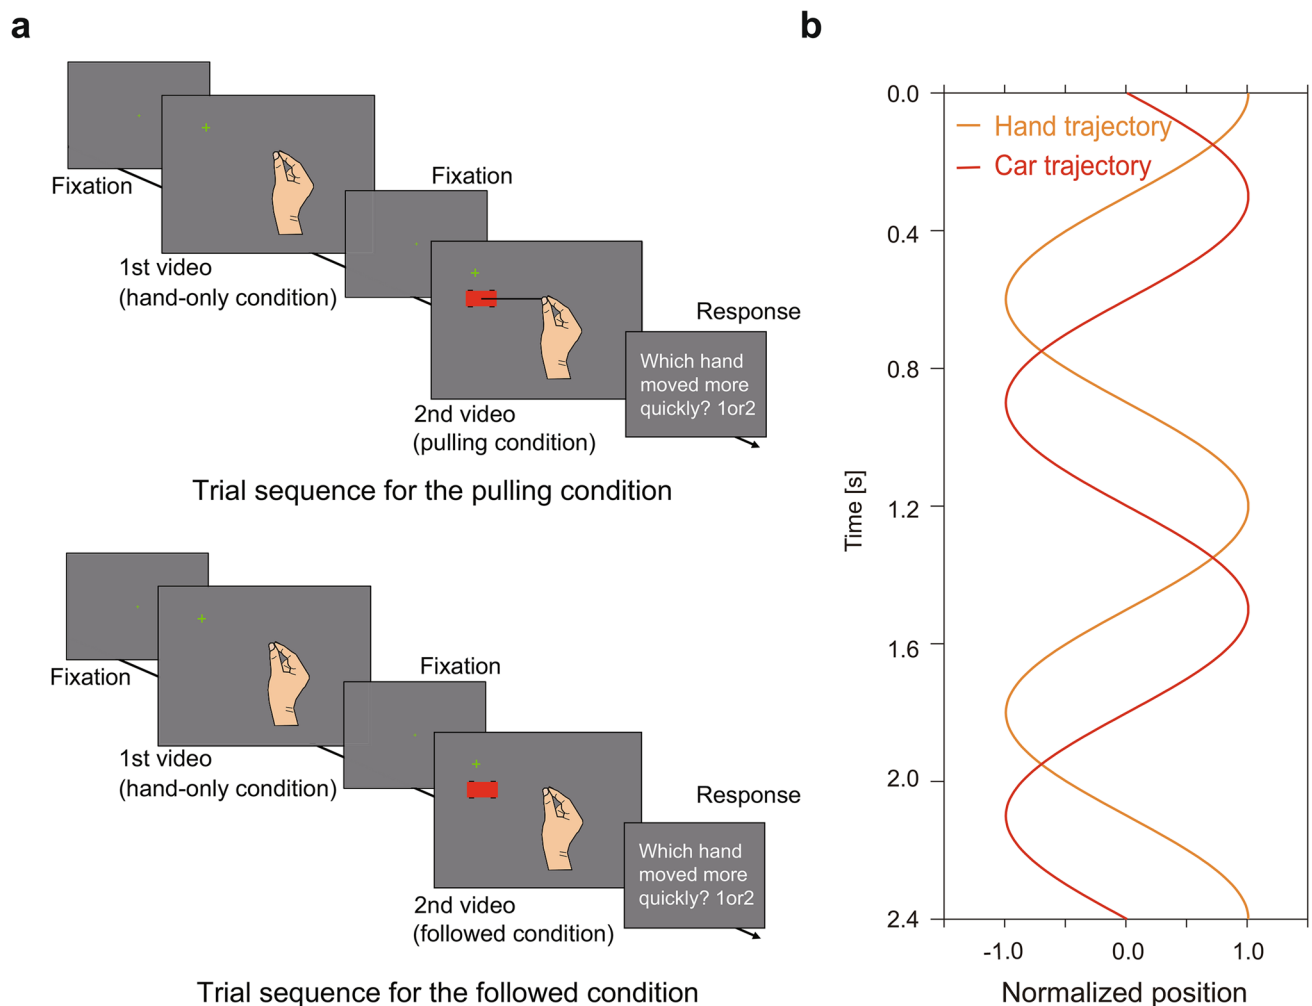 a
Fixation
1st video
(hand-only condition)
Fixation
2nd video
(pulling condition)
Response
Which hand
moved more
quickly? 1or2
Trial sequence for the pulling condition
Fixation
1st video
(hand-only condition)
Fixation
2nd video
(followed condition)
Response
Which hand
moved more
quickly? 1or2
Trial sequence for the followed condition
b
Hand trajectory
Car trajectory
Time [s]
0.0
0.4
0.8
1.2
1.6
2.0
2.4
-1.0 0.0 1.0
Normalized position